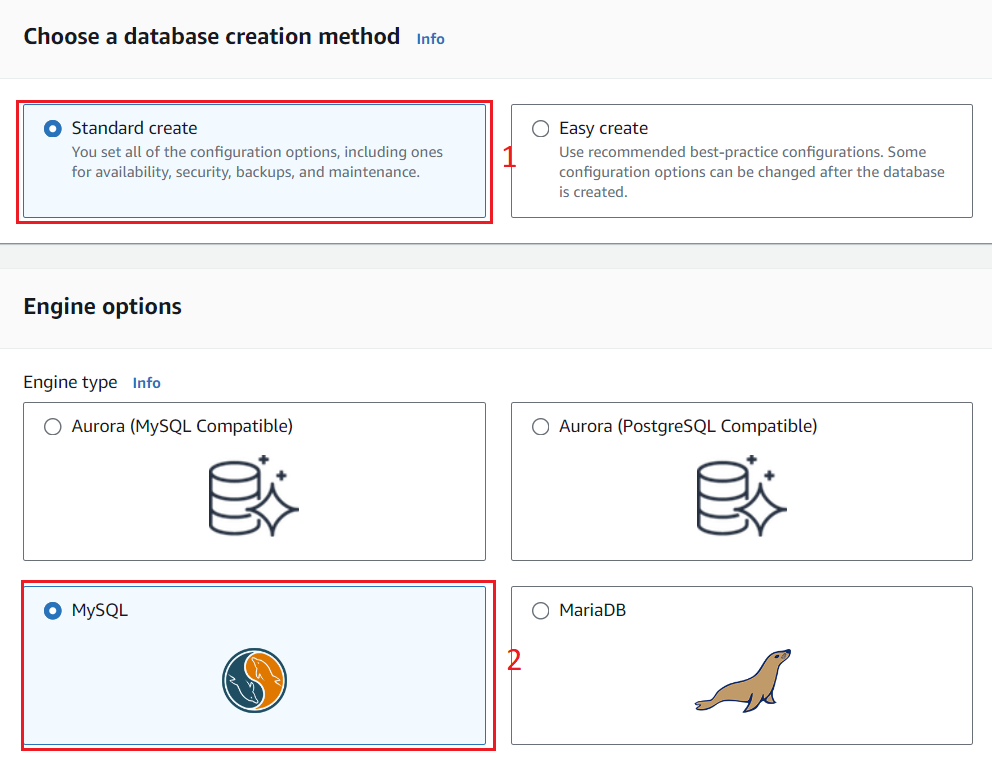 Choose a database creation method Info
Standard create
You set all of the configuration options, including ones
for availability, security, backups, and maintenance.
1
Easy create
Use recommended best-practice configurations. Some
configuration options can be changed after the database
is created.
Engine options
Engine type Info
Aurora (MySQL Compatible)
Aurora (PostgreSQL Compatible)
MySQL
2
MariaDB